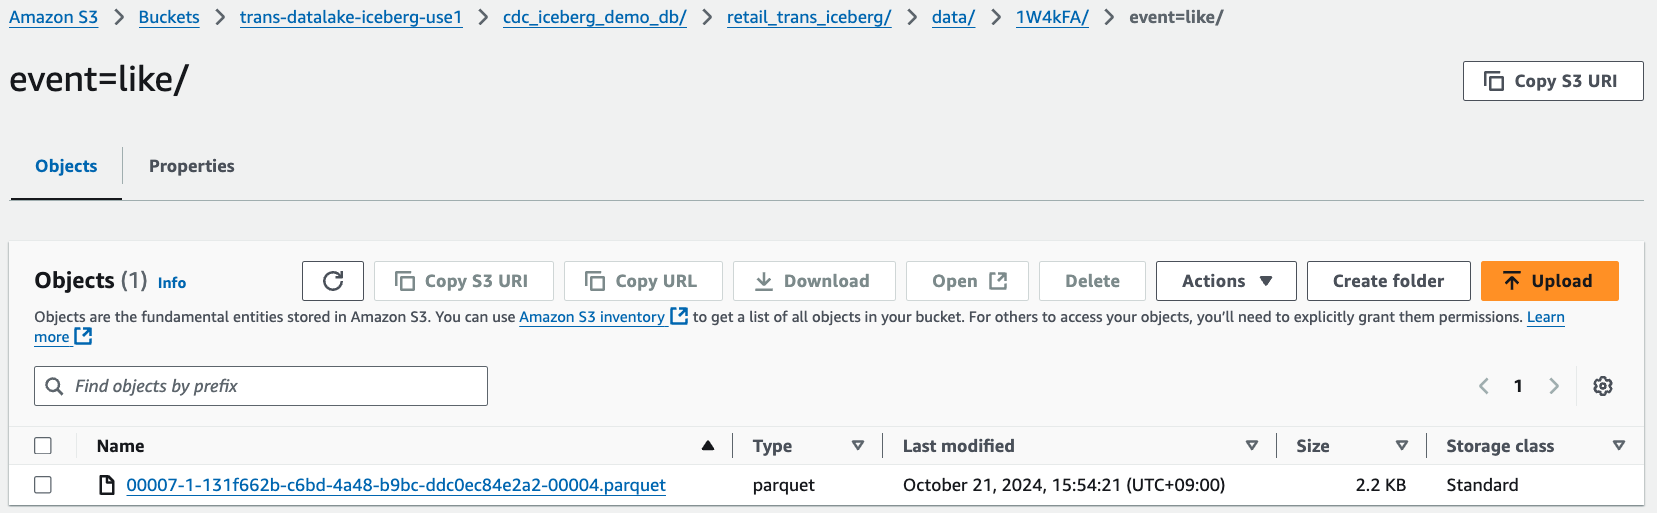 Amazon S3 > Buckets > trans-datalake-iceberg-use1 > cdc_iceberg_demo_db/ > retail_trans_iceberg/ > data/ > 1W4kFA/ > event=like/
event=like/
Copy S3 URI
Objects Properties
Objects (1) Info Copy S3 URI Copy URL Download Open Delete Actions Create folder Upload
Objects are the fundamental entities stored in Amazon S3. You can use Amazon S3 inventory to get a list of all objects in your bucket. For others to access your objects, you’ll need to explicitly grant them permissions. Learn
more
Find objects by prefix 1
Name Type Last modified Size Storage class
00007-1-131f662b-c6bd-4a48-b9bc-ddc0ec84e2a2-00004.parquet parquet October 21, 2024, 15:54:21 (UTC+09:00) 2.2 KB Standard